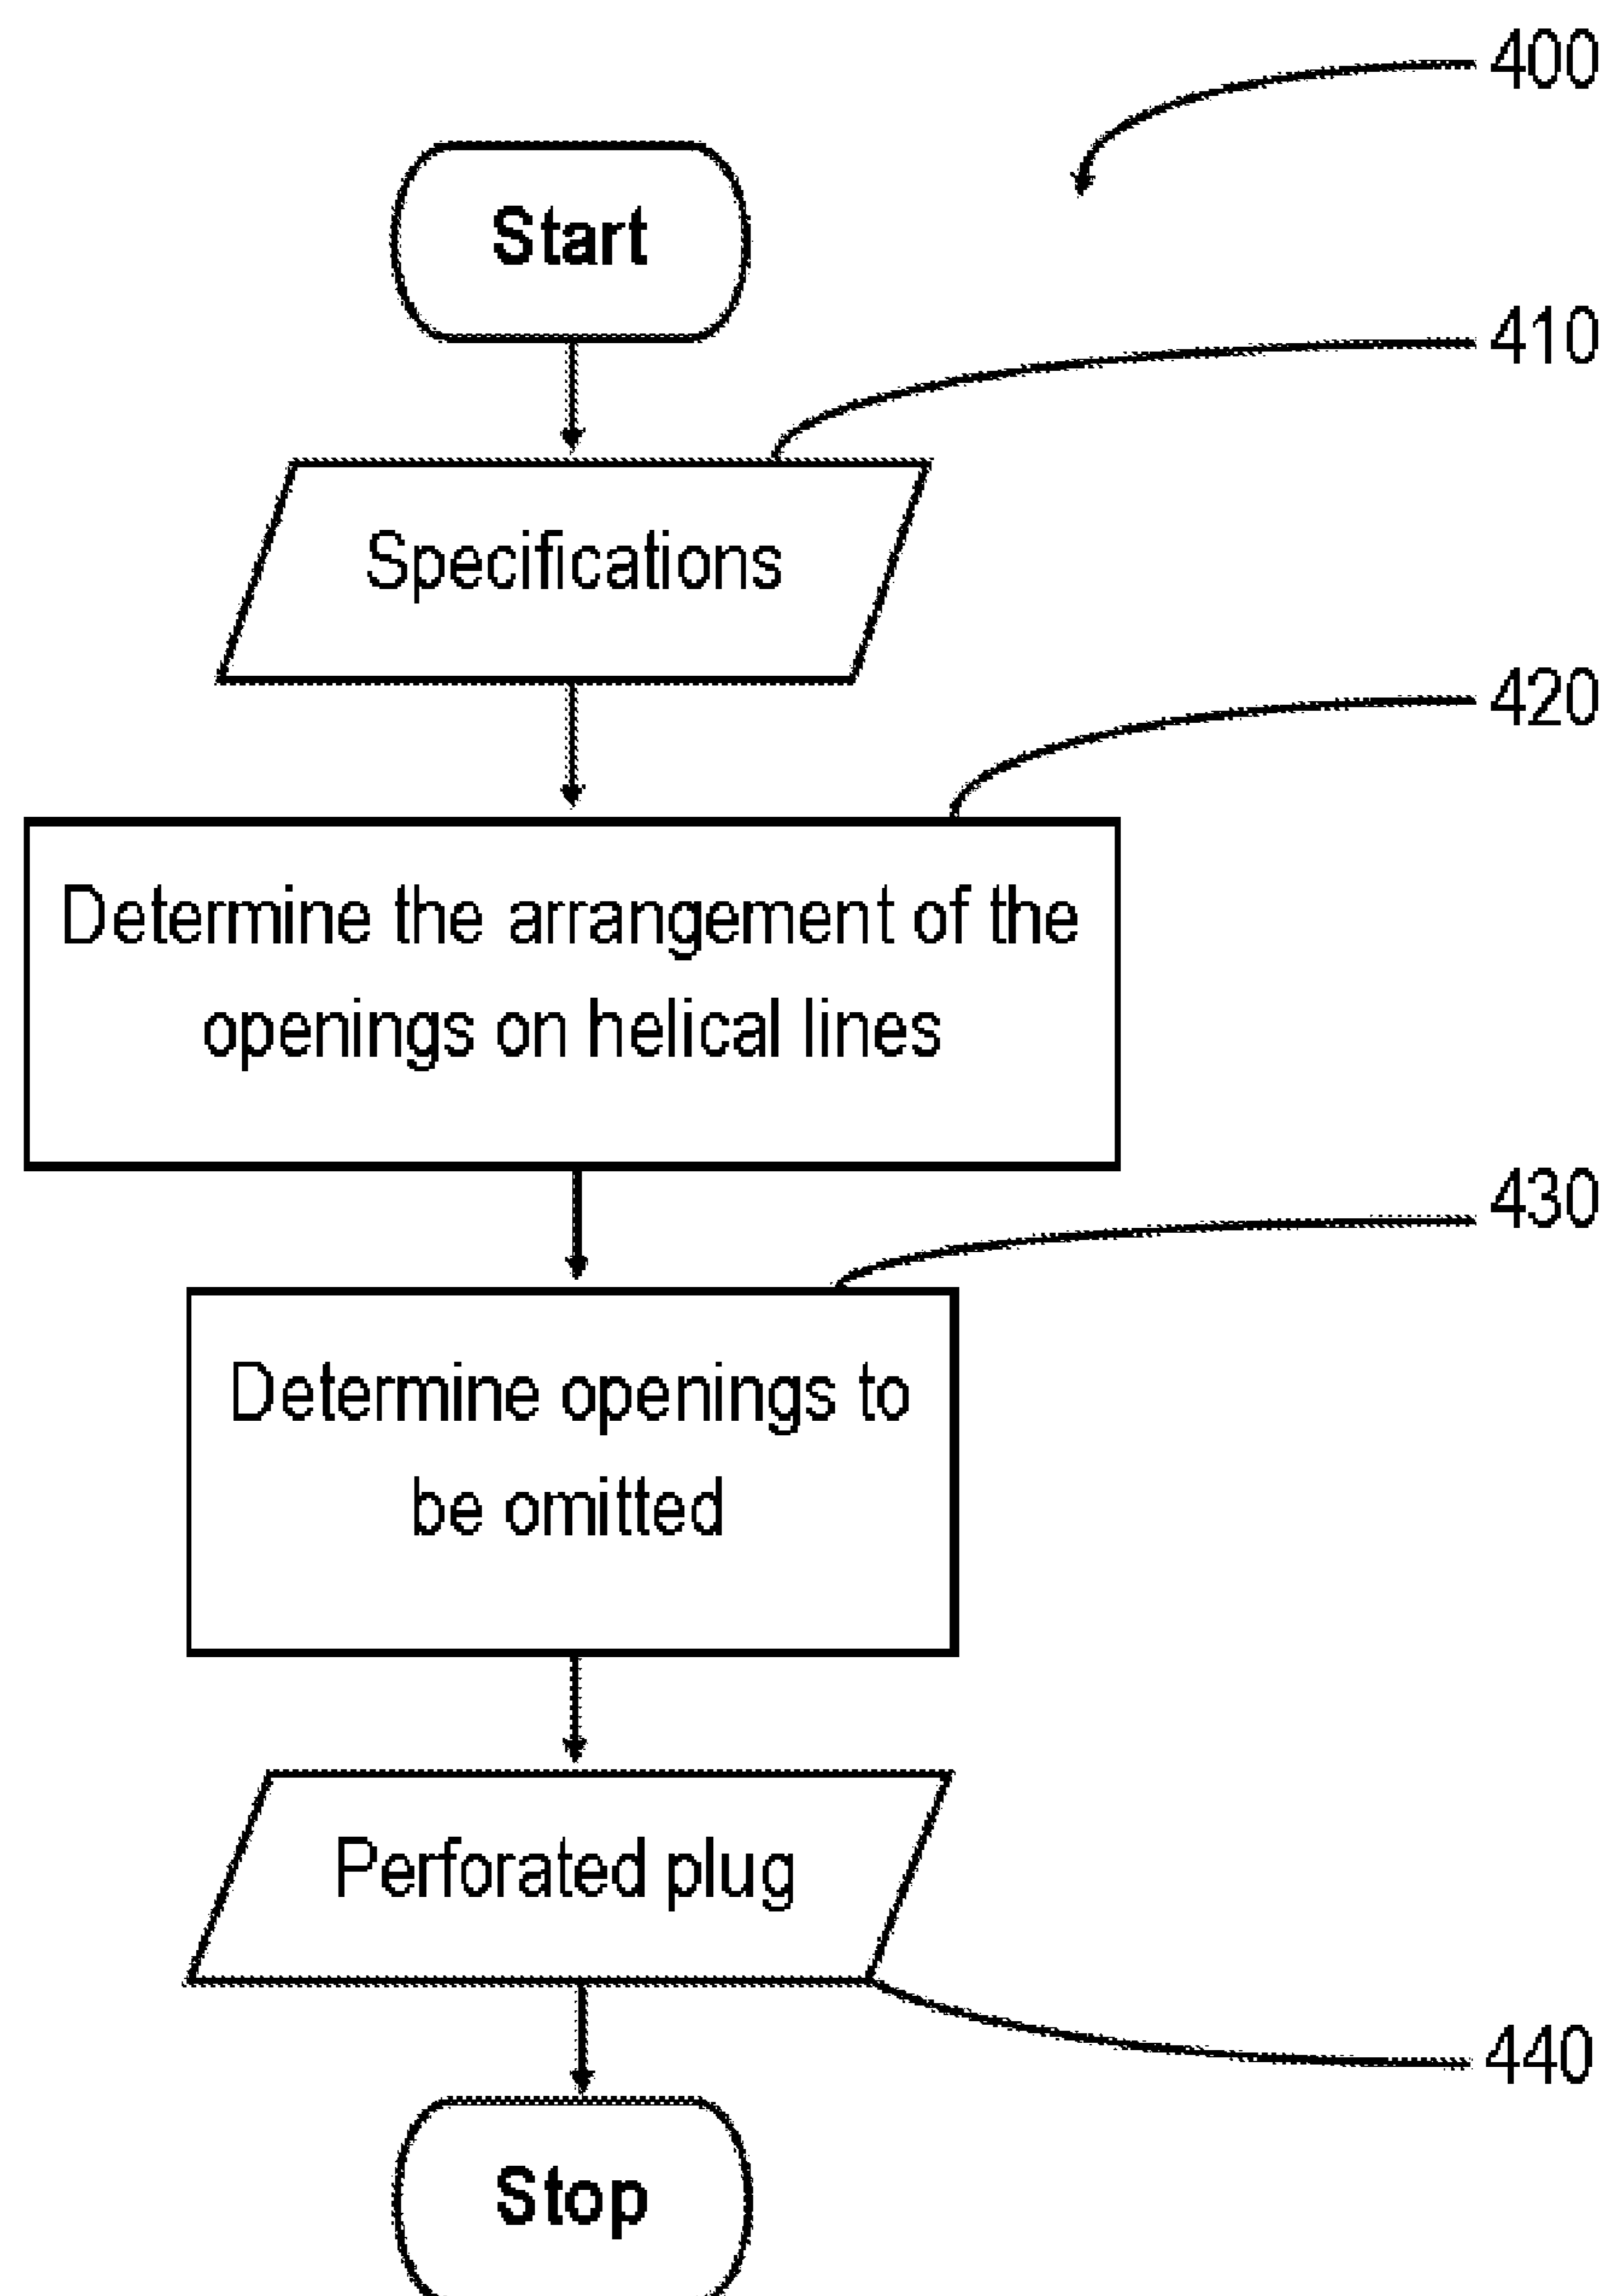 400
Start
410
Specifications
420
Determine the arrangement of the
openings on helical lines
430
Determine openings to
be omitted
Perforated plug
440
Stop